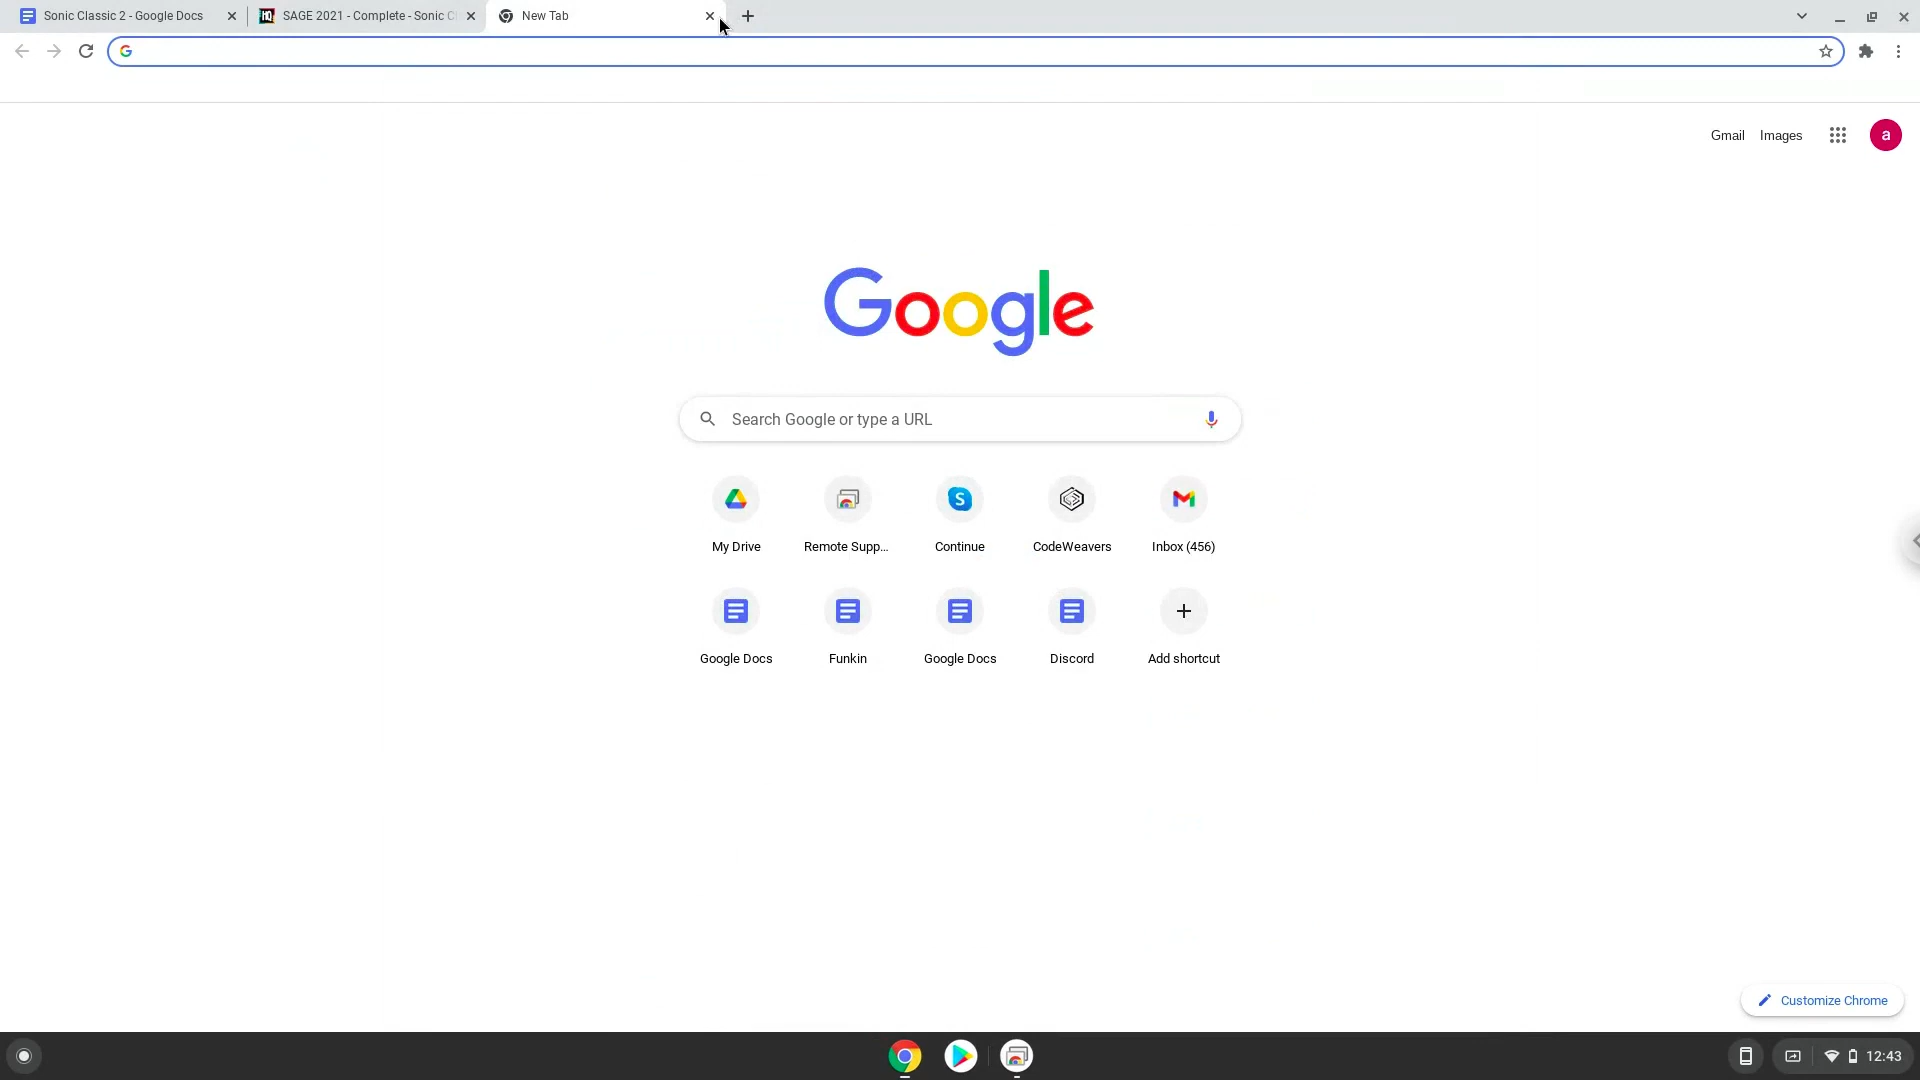 Sonic Classic 2 - Google Docs
SAGE 2021 - Complete - Sonic Cl
New Tab
Gmail
Images
a
Google
Search Google or type a URL
My Drive
Remote Supp...
Continue
CodeWeavers
Inbox (456)
Google Docs
Funkin
Google Docs
Discord
Add shortcut
Customize Chrome
12:43